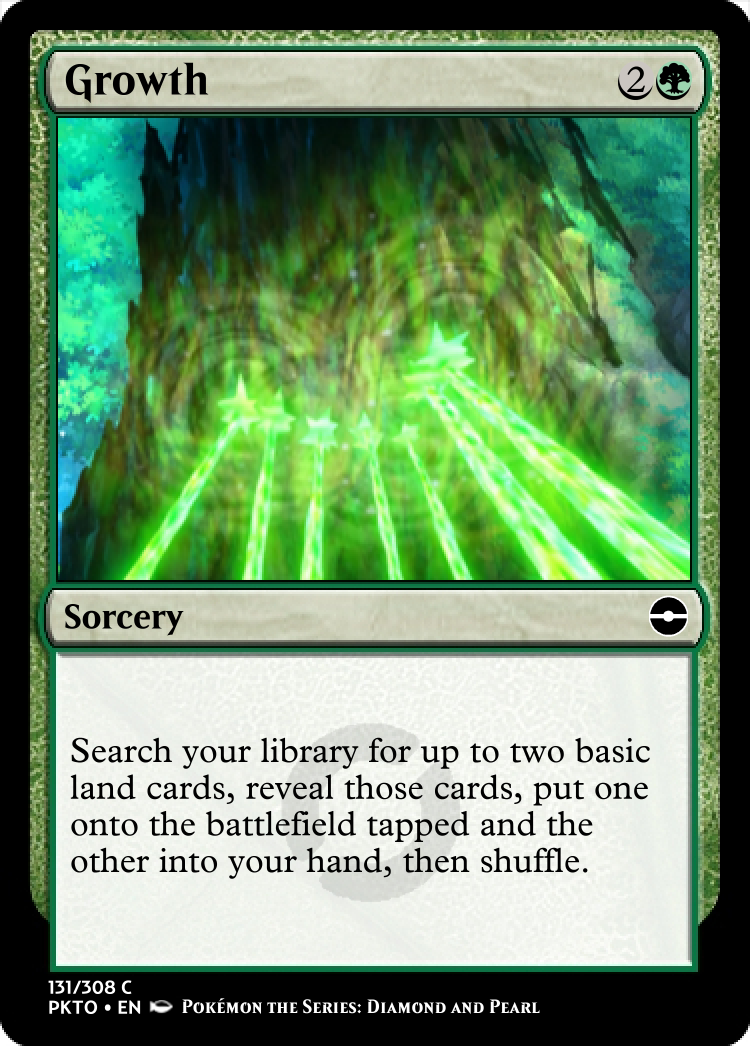 Growth 2
Sorcery
Search your library for up to two basic
land cards, reveal those cards, put one
onto the battlefield tapped and the
other into your hand, then shuffle.
131/308 C
PKTO • EN Pokémon the Series: Diamond and Pearl